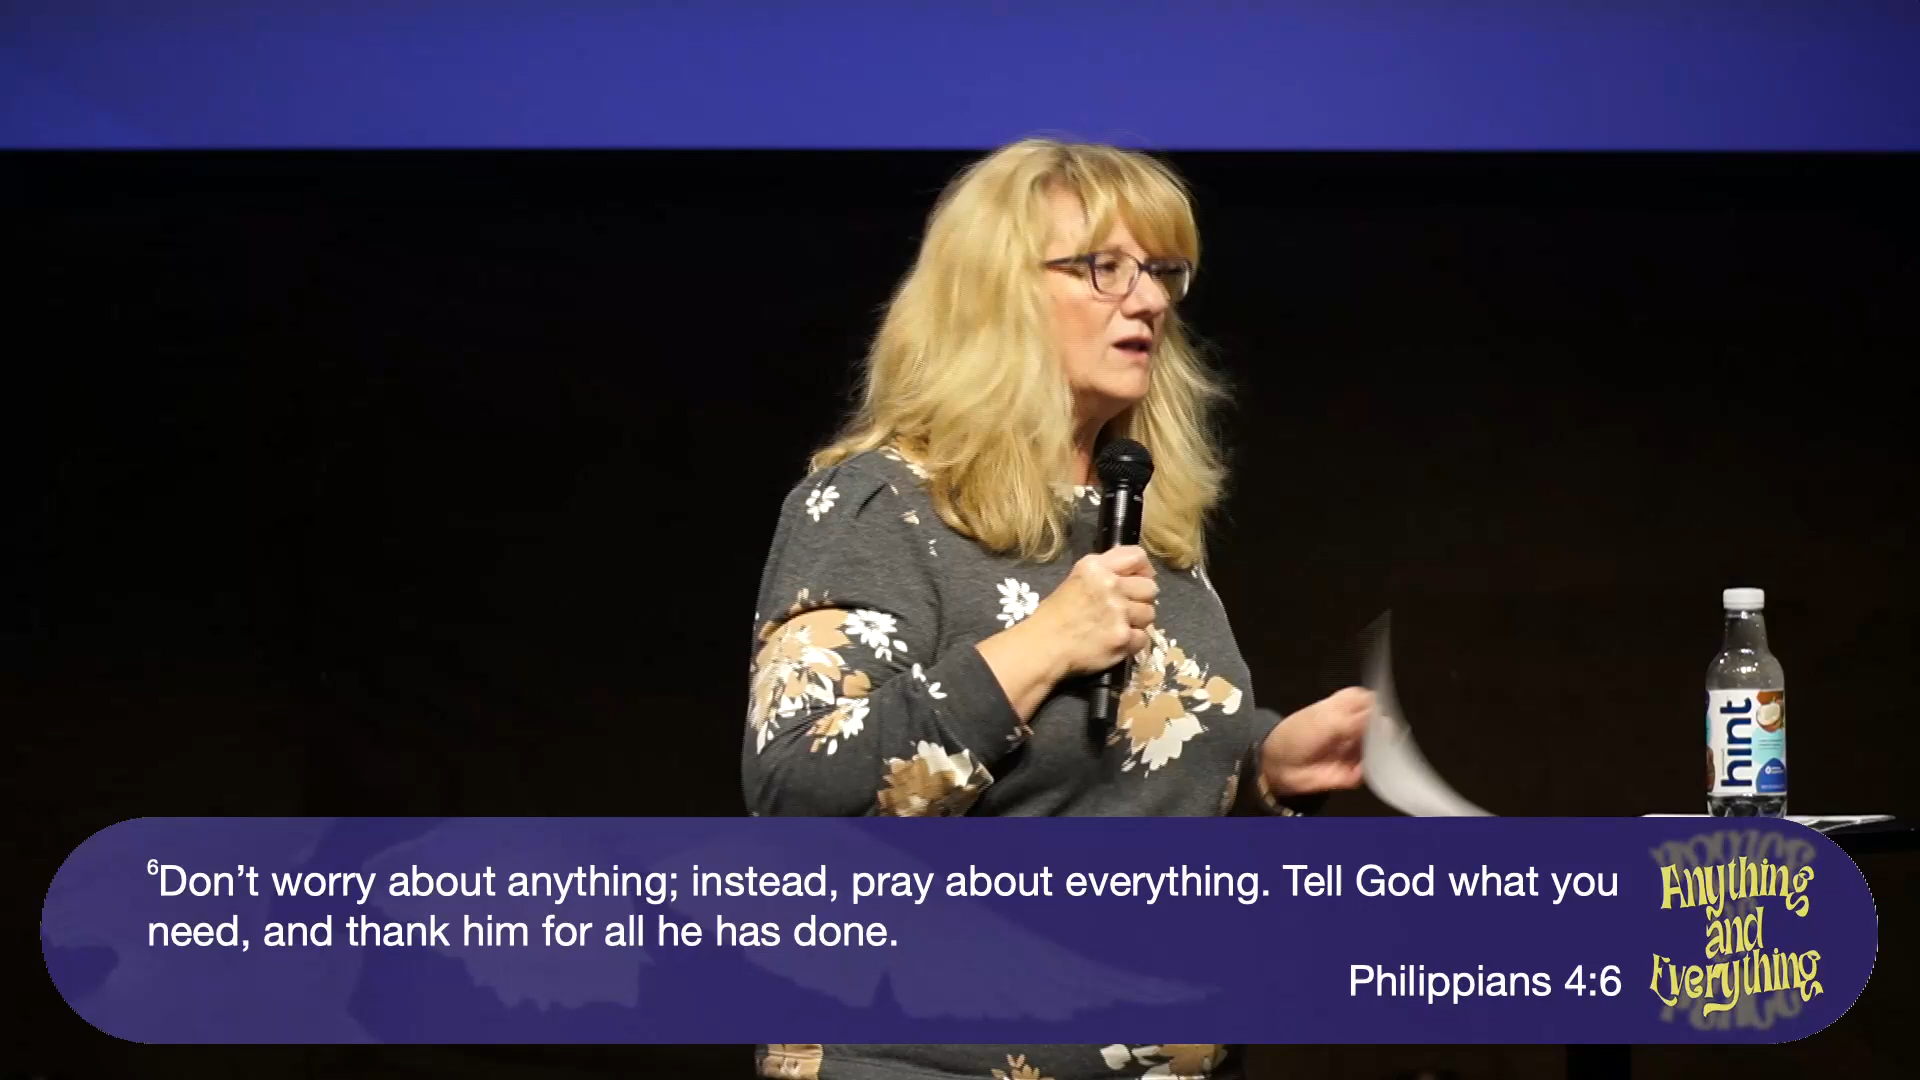 hint
⁶Don’t worry about anything; instead, pray about everything. Tell God what you
need, and thank him for all he has done.
Philippians 4:6
Anything
and
Everything